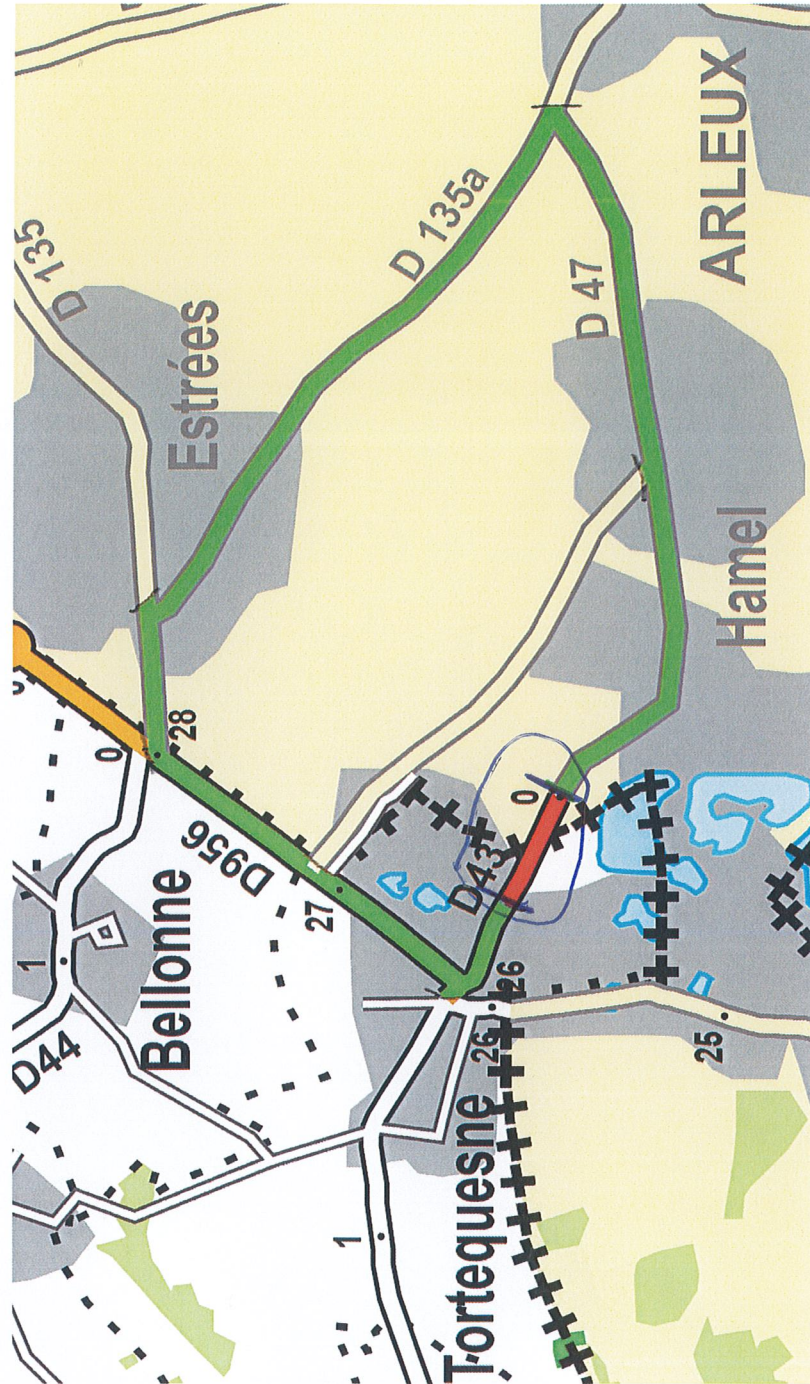 D44
Bellonne
1
0
28
D956
27
D 135
Estrées
D 135a
D 47
ARLEUX
Hamel
0
D43
26
26
25
Tortequesne
1